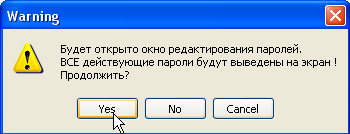 Warning
Будет открыто окно редактирования паролей.
ВСЕ действующие пароли будут выведены на экран !
Продолжить?
Yes No Cancel